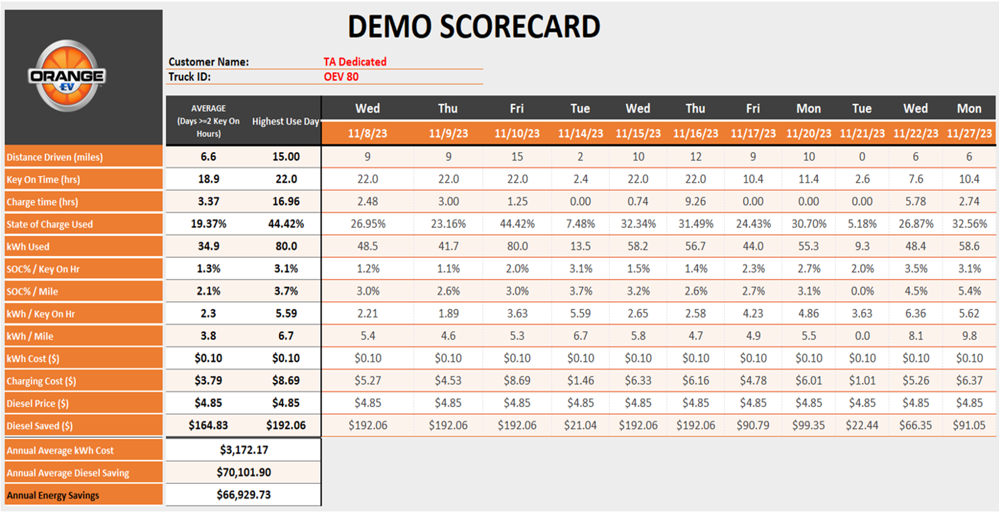 DEMO SCORECARD
ORANGE
EV
Customer Name: TA Dedicated
Truck ID: OEV 80
AVERAGE (Days >=2 Key On Hours) Highest Use Day Wed Thu Fri Tue Wed Thu Fri Mon Tue Wed Mon
11/8/23 11/9/23 11/10/23 11/14/23 11/15/23 11/16/23 11/17/23 11/20/23 11/21/23 11/22/23 11/27/23
Distance Driven (miles) 6.6 15.00 9 9 15 2 10 12 9 10 0 6 6
Key On Time (hrs) 18.9 22.0 22.0 22.0 22.0 2.4 22.0 22.0 10.4 11.4 2.6 7.6 10.4
Charge time (hrs) 3.37 16.96 2.48 3.00 1.25 0.00 0.74 9.26 0.00 0.00 0.00 5.78 2.74
State of Charge Used 19.37% 44.42% 26.95% 23.16% 44.42% 7.48% 32.34% 31.49% 24.43% 30.70% 5.18% 26.87% 32.56%
kWh Used 34.9 80.0 48.5 41.7 80.0 13.5 58.2 56.7 44.0 55.3 9.3 48.4 58.6
SOC% / Key On Hr 1.3% 3.1% 1.2% 1.1% 2.0% 3.1% 1.5% 1.4% 2.3% 2.7% 2.0% 3.5% 3.1%
SOC% / Mile 2.1% 3.7% 3.0% 2.6% 3.0% 3.7% 3.2% 2.6% 2.7% 3.1% 0.0% 4.5% 5.4%
kWh / Key On Hr 2.3 5.59 2.21 1.89 3.63 5.59 2.65 2.58 4.23 4.86 3.63 6.36 5.62
kWh / Mile 3.8 6.7 5.4 4.6 5.3 6.7 5.8 4.7 4.9 5.5 0.0 8.1 9.8
kWh Cost ($) $0.10 $0.10 $0.10 $0.10 $0.10 $0.10 $0.10 $0.10 $0.10 $0.10 $0.10 $0.10 $0.10
Charging Cost ($) $3.79 $8.69 $5.27 $4.53 $8.69 $1.46 $6.33 $6.16 $4.78 $6.01 $1.01 $5.26 $6.37
Diesel Price ($) $4.85 $4.85 $4.85 $4.85 $4.85 $4.85 $4.85 $4.85 $4.85 $4.85 $4.85 $4.85 $4.85
Diesel Saved ($) $164.83 $192.06 $192.06 $192.06 $192.06 $21.04 $192.06 $192.06 $90.79 $99.35 $22.44 $66.35 $91.05
Annual Average kWh Cost $3,172.17
Annual Average Diesel Saving $70,101.90
Annual Energy Savings $66,929.73